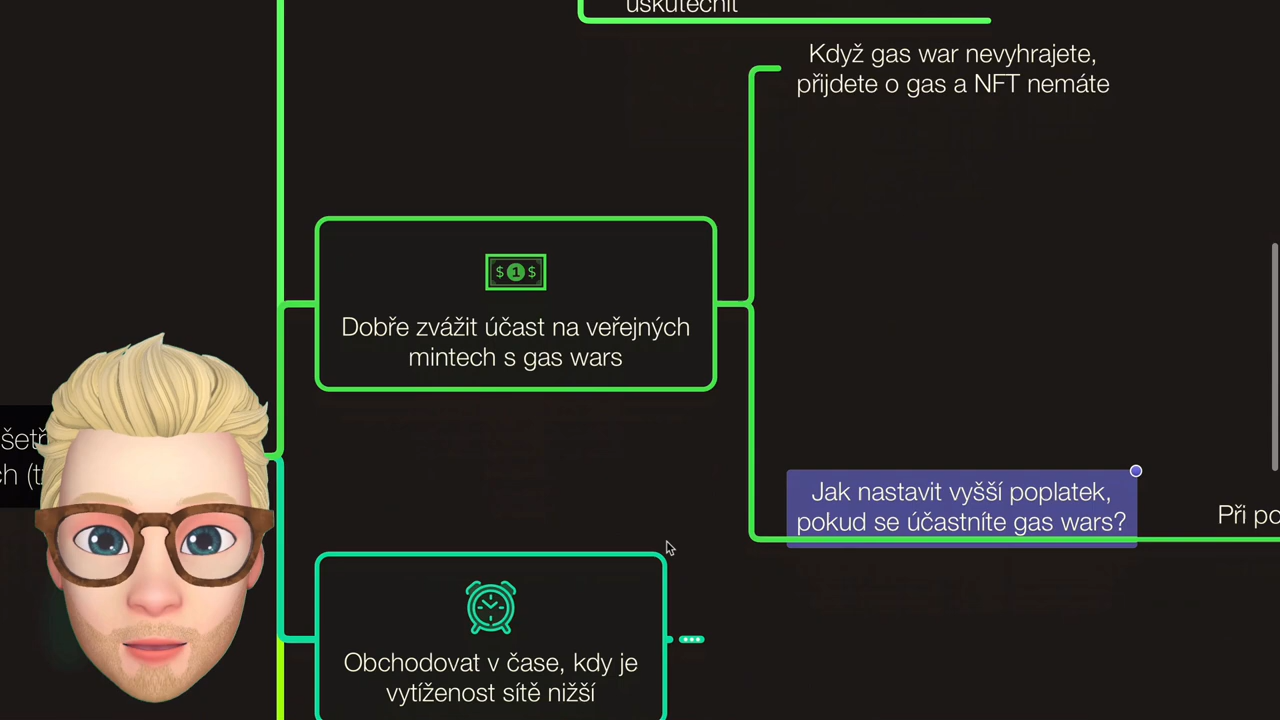 uskutečnit
Když gas war nevyhrajete,
přijdete o gas a NFT nemáte
$ 1 $
Dobře zvážit účast na veřejných
mintech s gas wars
Jak nastavit vyšší poplatek,
pokud se účastníte gas wars?
Při
Obchodovat v čase, kdy je
vytíženost sítě nižší